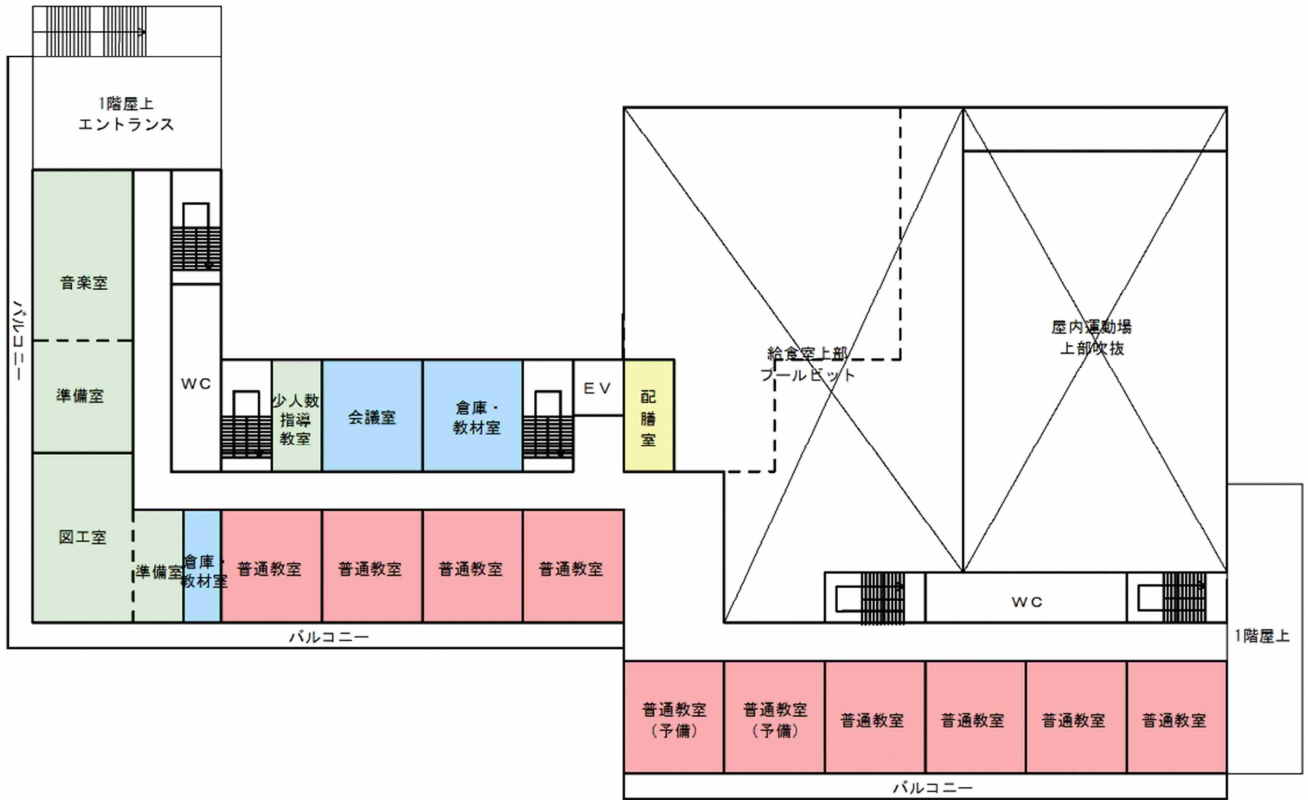 1階屋上
エントランス
バルコニー
音楽室
準備室
図工室
準備室
倉庫・
教材室
WC
少人数
指導
教室
会議室
倉庫・
教材室
EV
配
膳
室
給食室上部
プールピット
屋内運動場
上部吹抜
普通教室
普通教室
普通教室
普通教室
バルコニー
WC
1階屋上
普通教室
(予備)
普通教室
(予備)
普通教室
普通教室
普通教室
普通教室
バルコニー